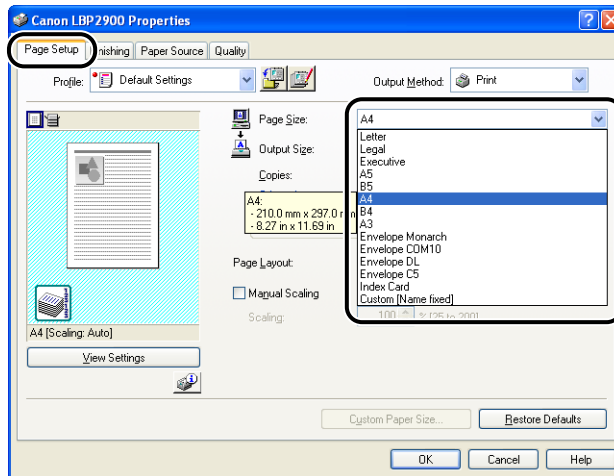 Canon LBP2900 Properties
Page Setup Finishing Paper Source Quality
Profile: Default Settings Output Method: Print
Page Size: A4
Output Size:
Copies:
Letter
Legal
Executive
A5
B5
A4
B4
A3
Envelope Monarch
Envelope COM10
Envelope DL
Envelope C5
Index Card
Custom [Name fixed]
A4:
- 210.0 mm x 297.0 m
- 8.27 in x 11.69 in
Page Layout:
Manual Scaling
Scaling: 100 % [25 to 200]
A4 [Scaling: Auto]
View Settings
Custom Paper Size... Restore Defaults
OK Cancel Help